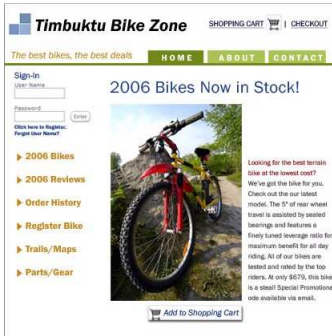 Timbuktu Bike Zone
SHOPPING CART | CHECKOUT
The best bikes, the best deals
HOME
ABOUT
CONTACT
Sign-In
User Name
Password
Enter
Click here to Register.
Forgot User Name?
2006 Bikes
2006 Reviews
Order History
Register Bike
Trails/Maps
Parts/Gear
2006 Bikes Now in Stock!
Looking for the best terrain
bike at the lowest cost?
We've got the bike for you.
Check out the our latest
model. The 5" of rear wheel
travel is assisted by sealed
bearings and features a
finely tuned leverage ratio for
maximum benefit for all day
riding. All of our bikes are
tested and rated by the top
riders. At only $679, this bike
is a steal! Special Promotiona
ode available via email.
Add to Shopping Cart